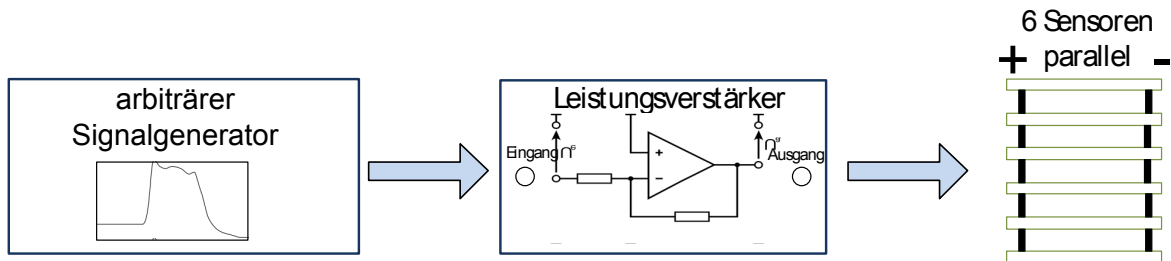 arbiträrer
Signalgenerator
Leistungsverstärker
Eingang
Ausgang
+
−
6 Sensoren
parallel
+ -